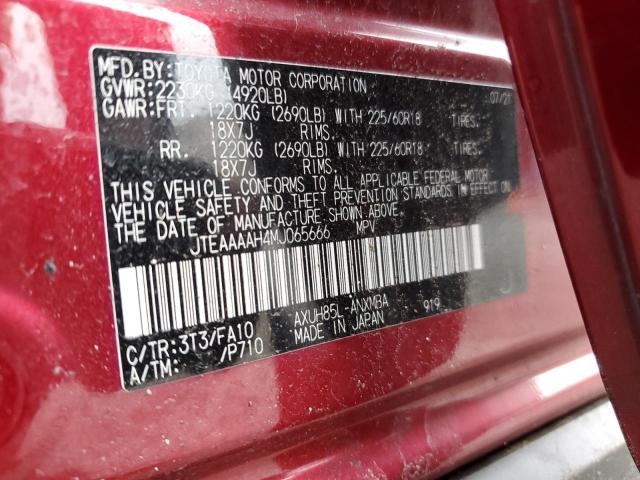 MFD.BY:TOYOTA MOTOR CORPORATION 07/21
GVWR:2230KG (4920LB)
GAWR:FRT. 1220KG (2690LB) WITH 225/60R18 TIRES.
18X7J RIMS.
RR. 1220KG (2690LB) WITH 225/60R18 TIRES.
18X7J RIMS.
THIS VEHICLE CONFORMS TO ALL APPLICABLE FEDERAL MOTOR
VEHICLE SAFETY AND THEFT PREVENTION STANDARDS IN EFFECT
ON THE DATE OF MANUFACTURE SHOWN ABOVE.
JTEAAAAH4MJ065666 MPV
AXUH85L-ANXMBA 919
C/TR:3T3/FA10 MADE IN JAPAN
A/TM: /P710